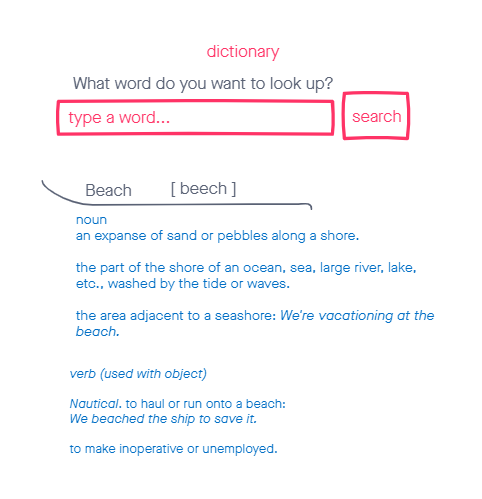 dictionary
What word do you want to look up?
type a word...
search
Beach [ beech ]
noun
an expanse of sand or pebbles along a shore.
the part of the shore of an ocean, sea, large river, lake,
etc., washed by the tide or waves.
the area adjacent to a seashore: We're vacationing at the
beach.
verb (used with object)
Nautical. to haul or run onto a beach:
We beached the ship to save it.
to make inoperative or unemployed.